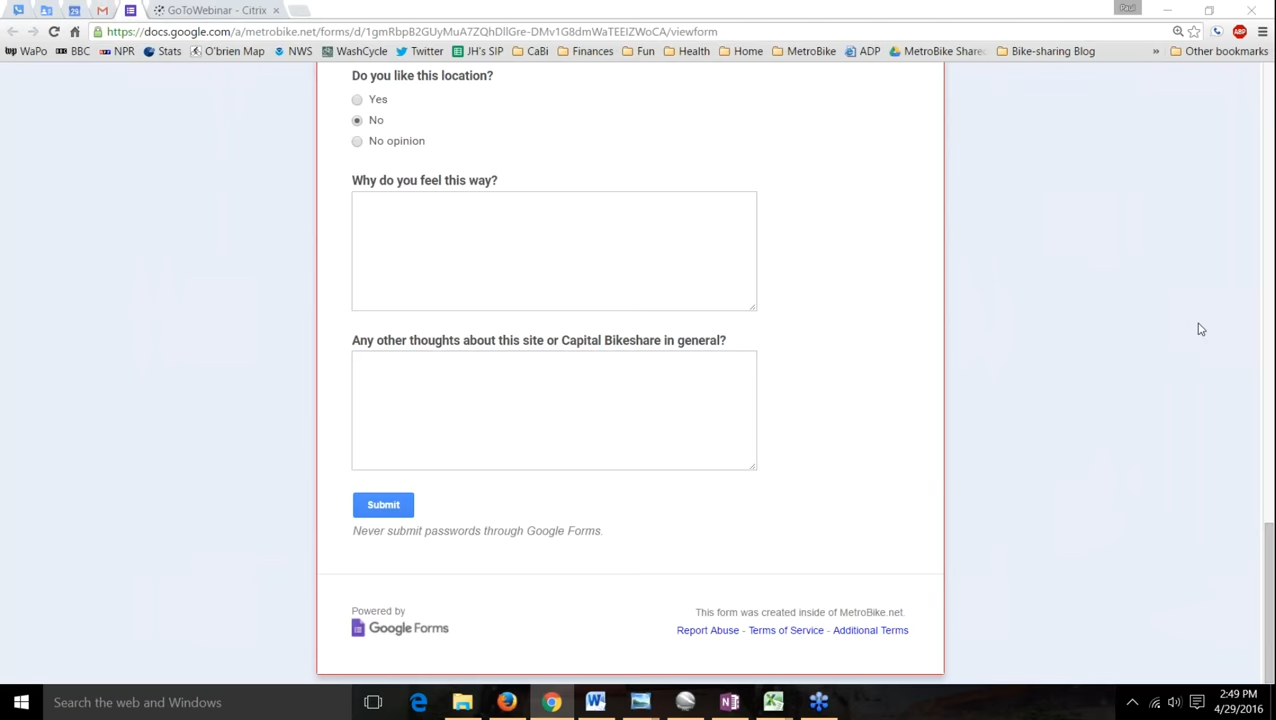 GoToWebinar - Citrix
Paul
https://docs.google.com/a/metrobike.net/forms/d/1gmRbpB2GUyMuA7ZQhDllGre-DMv1G8dmWaTEEIZWoCA/viewform
WaPo BBC NPR Stats O'brien Map NWS WashCycle Twitter JH'S SIP CaBi Finances Fun Health Home MetroBike ADP MetroBike Share Bike-sharing Blog » Other bookmarks
Do you like this location?
Yes
No
No opinion
Why do you feel this way?
Any other thoughts about this site or Capital Bikeshare in general?
Submit
Never submit passwords through Google Forms.
Powered by
Google Forms
This form was created inside of MetroBike.net.
Report Abuse - Terms of Service - Additional Terms
Search the web and Windows
2:49 PM
4/29/2016